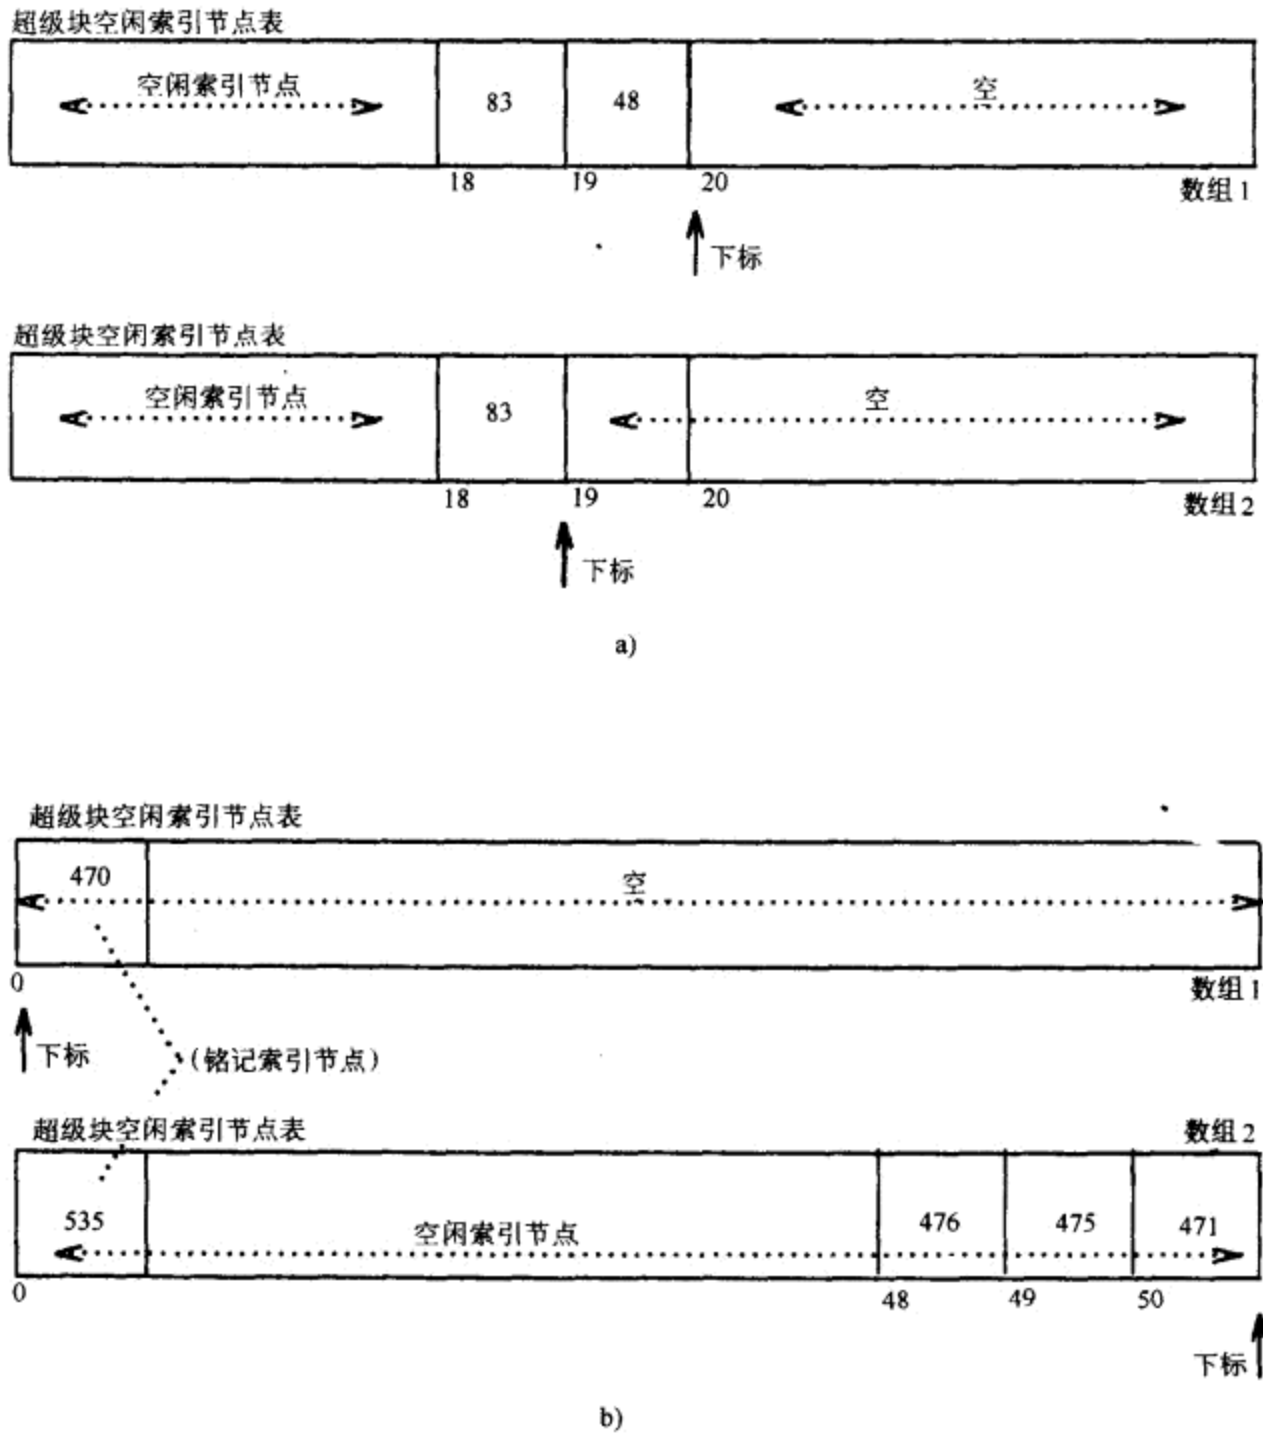 超级块空闲索引节点表
空闲索引节点 83 48 空
18 19 20 数组1
下标
超级块空闲索引节点表
空闲索引节点 83 空
18 19 20 数组2
下标
a)
超级块空闲索引节点表
470 空
0 数组1
下标 (铭记索引节点)
超级块空闲索引节点表 数组2
535 空闲索引节点 476 475 471
0 48 49 50
下标
b)